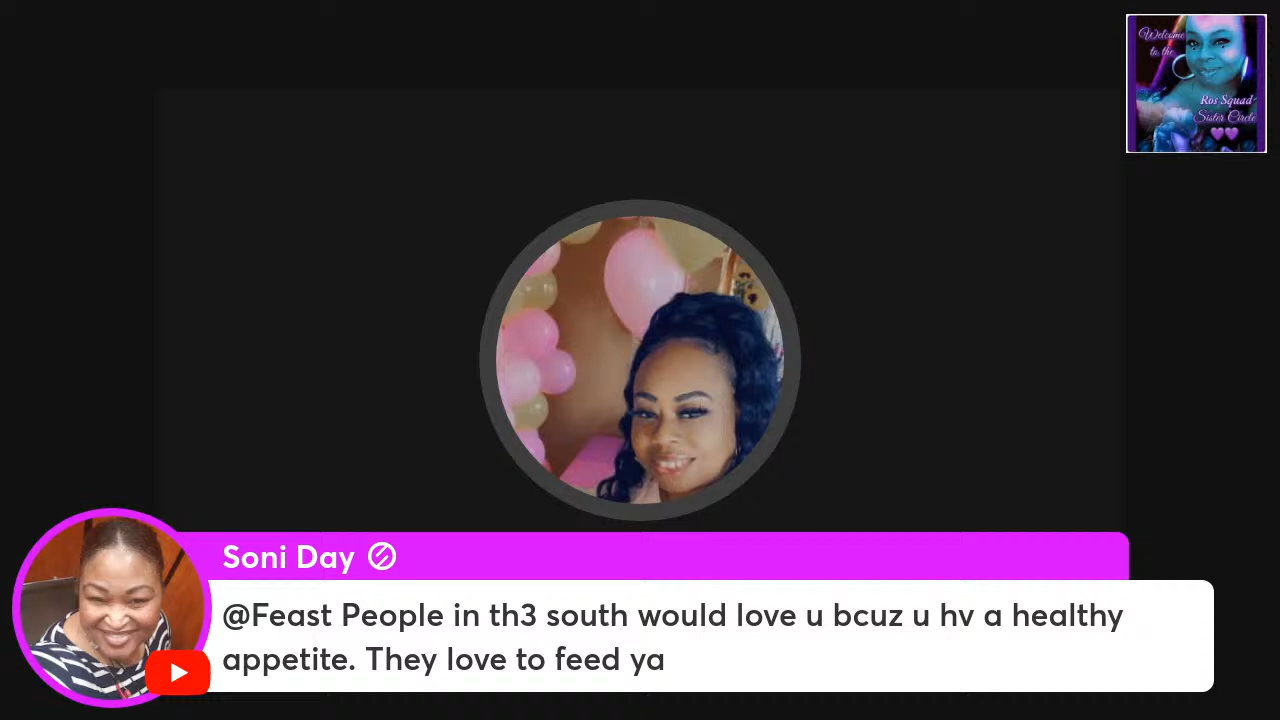 Welcome
to the
Ros Squad
Sister Circle
Soni Day
@Feast People in th3 south would love u bcuz u hv a healthy
appetite. They love to feed ya